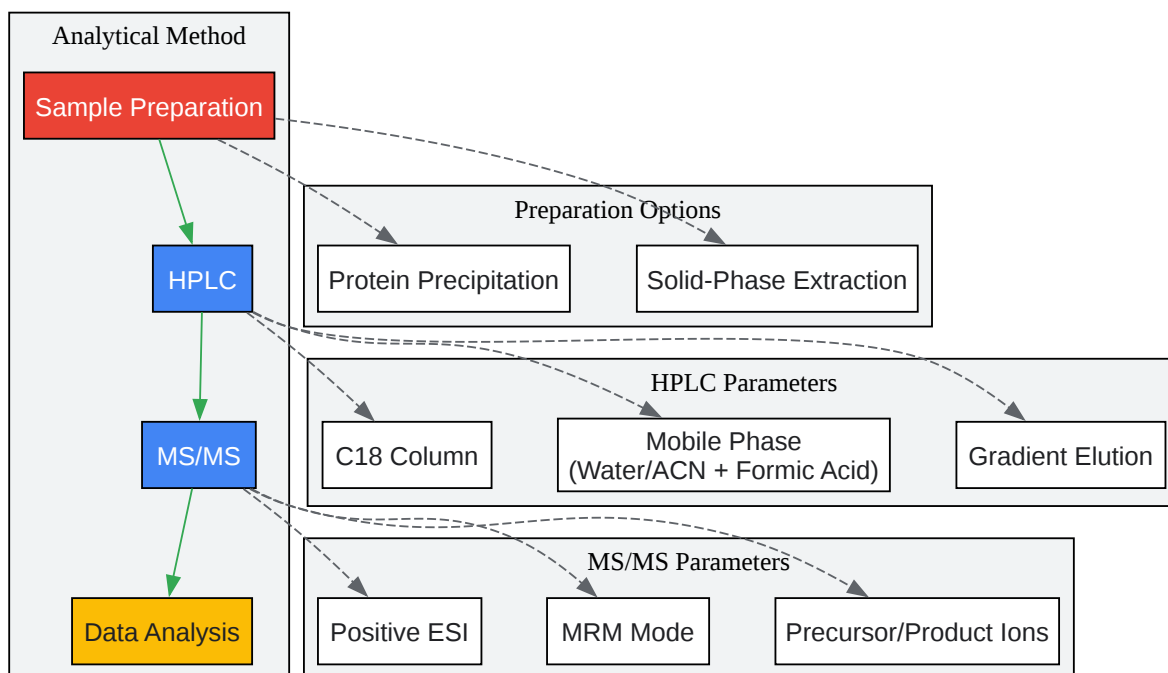 Analytical Method
Sample Preparation
Preparation Options
Protein Precipitation
Solid-Phase Extraction
HPLC
HPLC Parameters
C18 Column
Mobile Phase
(Water/ACN + Formic Acid)
Gradient Elution
MS/MS
MS/MS Parameters
Positive ESI
MRM Mode
Precursor/Product Ions
Data Analysis